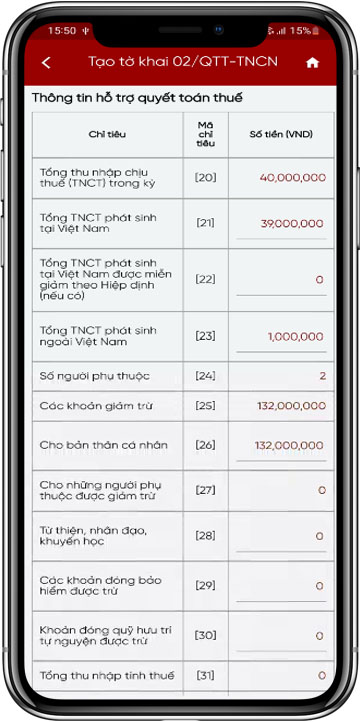 15:50
15%
Tạo tờ khai 02/QTT-TNCN
Thông tin hỗ trợ quyết toán thuế
Chỉ tiêu
Mã
chỉ
tiêu
Số tiền (VND)
Tổng thu nhập chịu
thuế (TNCT) trong kỳ
[20]
40,000,000
Tổng TNCT phát sinh
tại Việt Nam
[21]
39,000,000
Tổng TNCT phát sinh
tại Việt Nam được miễn
giảm theo Hiệp định
(nếu có)
[22]
0
Tổng TNCT phát sinh
ngoài Việt Nam
[23]
1,000,000
Số người phụ thuộc
[24]
2
Các khoản giảm trừ
[25]
132,000,000
Cho bản thân cá nhân
[26]
132,000,000
Cho những người phụ
thuộc được giảm trừ
[27]
0
Từ thiện, nhân đạo,
khuyến học
[28]
0
Các khoản đóng bảo
hiểm được trừ
[29]
0
Khoản đóng quỹ hưu trí
tự nguyện được trừ
[30]
0
Tổng thu nhập tính thuế
[31]
0